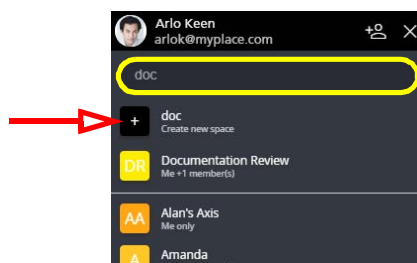 Arlo Keen
arlok@myplace.com
doc
+
doc
Create new space
DR
Documentation Review
Me +1 member(s)
AA
Alan's Axis
Me only
A
Amanda